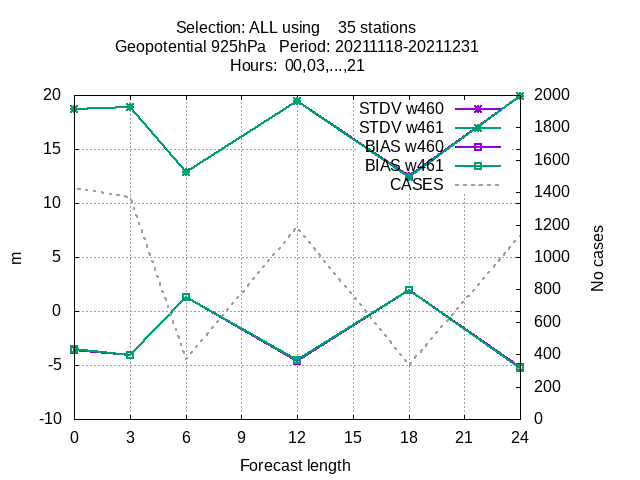 Selection: ALL using 35 stations
Geopotential 925hPa Period: 20211118-20211231
Hours: 00,03,...,21
STDV w460
STDV w461
BIAS w460
BIAS w461
CASES
20
15
10
5
0
-5
-10
m
2000
1800
1600
1400
1200
1000
800
600
400
200
0
No cases
0 3 6 9 12 15 18 21 24
Forecast length